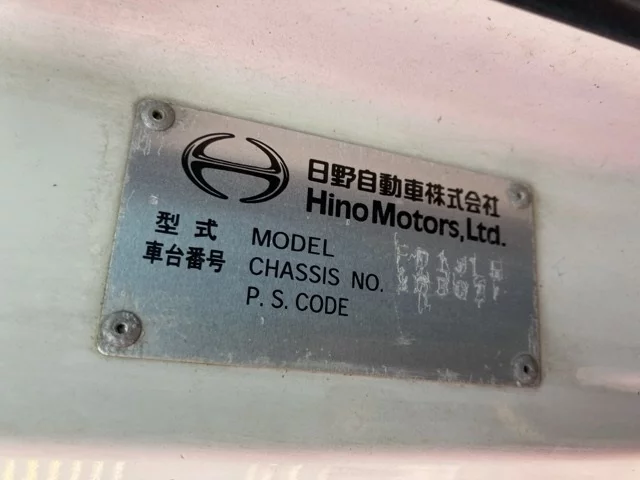 日野自動車株式会社
Hino Motors, Ltd.
型式 MODEL
車台番号 CHASSIS NO.
P. S. CODE